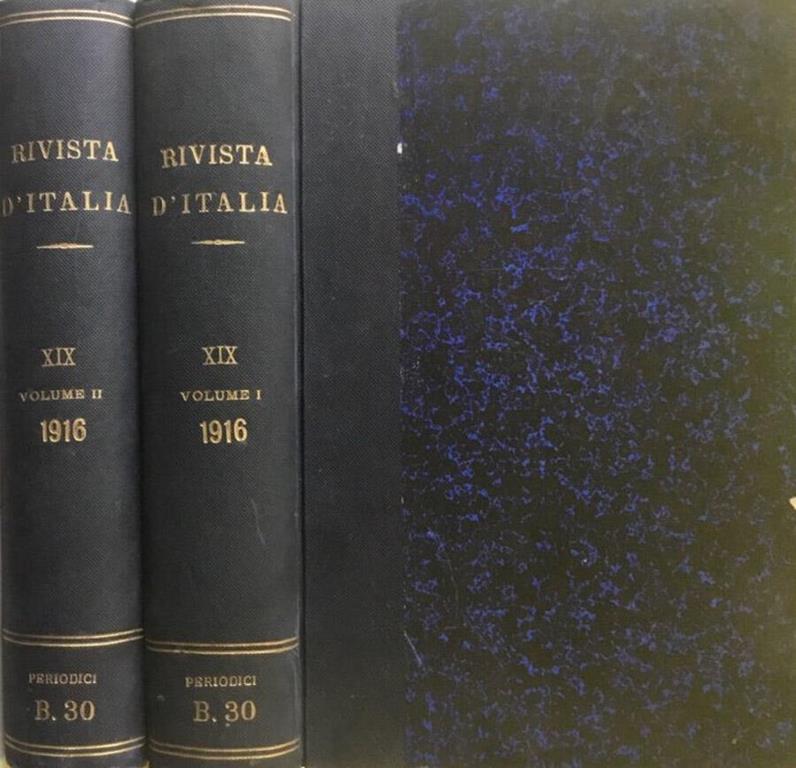 RIVISTA
D'ITALIA
XIX
VOLUME II
1916
PERIODICI
B. 30
RIVISTA
D'ITALIA
XIX
VOLUME I
1916
PERIODICI
B. 30